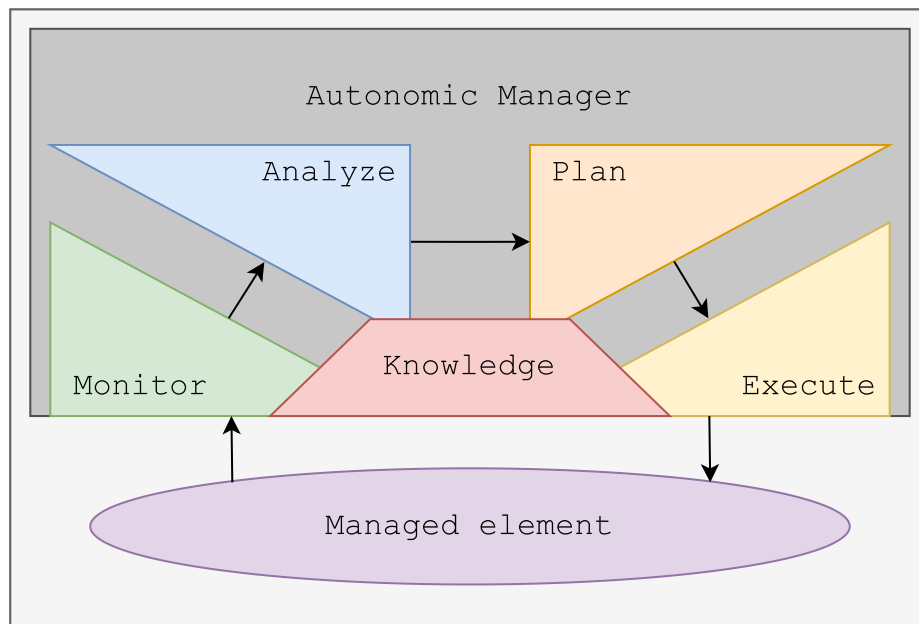 Autonomic Manager
Analyze
Plan
Knowledge
Monitor
Execute
Managed element